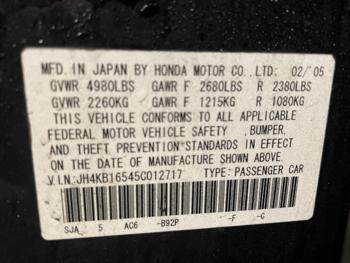 MFD. IN JAPAN BY HONDA MOTOR CO., LTD: 02/'05
GVWR 4980LBS GAWR F 2680LBS R 2380LBS
GVWR 2260KG GAWR F 1215KG R 1080KG
THIS VEHICLE CONFORMS TO ALL APPLICABLE
FEDERAL MOTOR VEHICLE SAFETY , BUMPER,
AND THEFT PREVENTION STANDARDS IN EFFECT
ON THE DATE OF MANUFACTURE SHOWN ABOVE.
V.I.N:JH4KB16545C012717 TYPE: PASSENGER CAR
SJA 5 AC6 -B92P -F -C